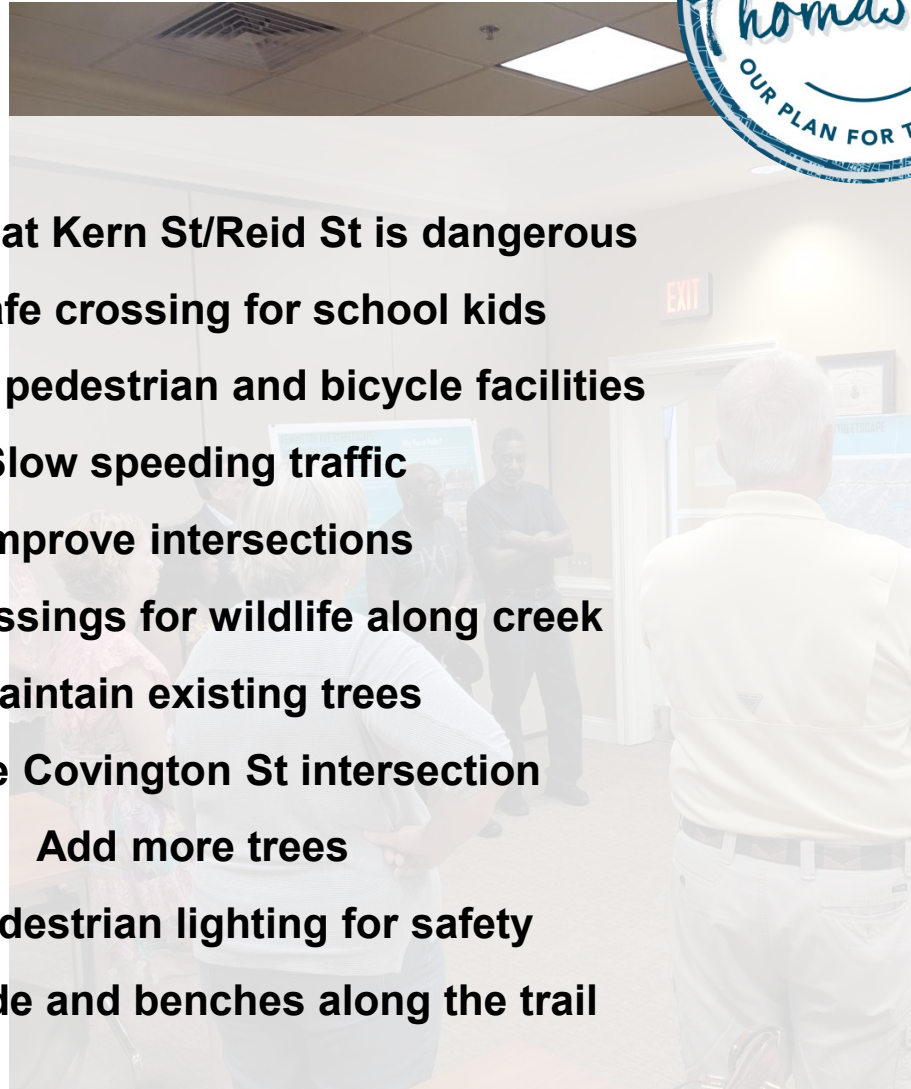 homas
OUR PLAN FOR T
at Kern St/Reid St is dangerous
afe crossing for school kids
pedestrian and bicycle facilities
Slow speeding traffic
mprove intersections
ssings for wildlife along creek
aintain existing trees
e Covington St intersection
Add more trees
destrian lighting for safety
de and benches along the trail
EXIT